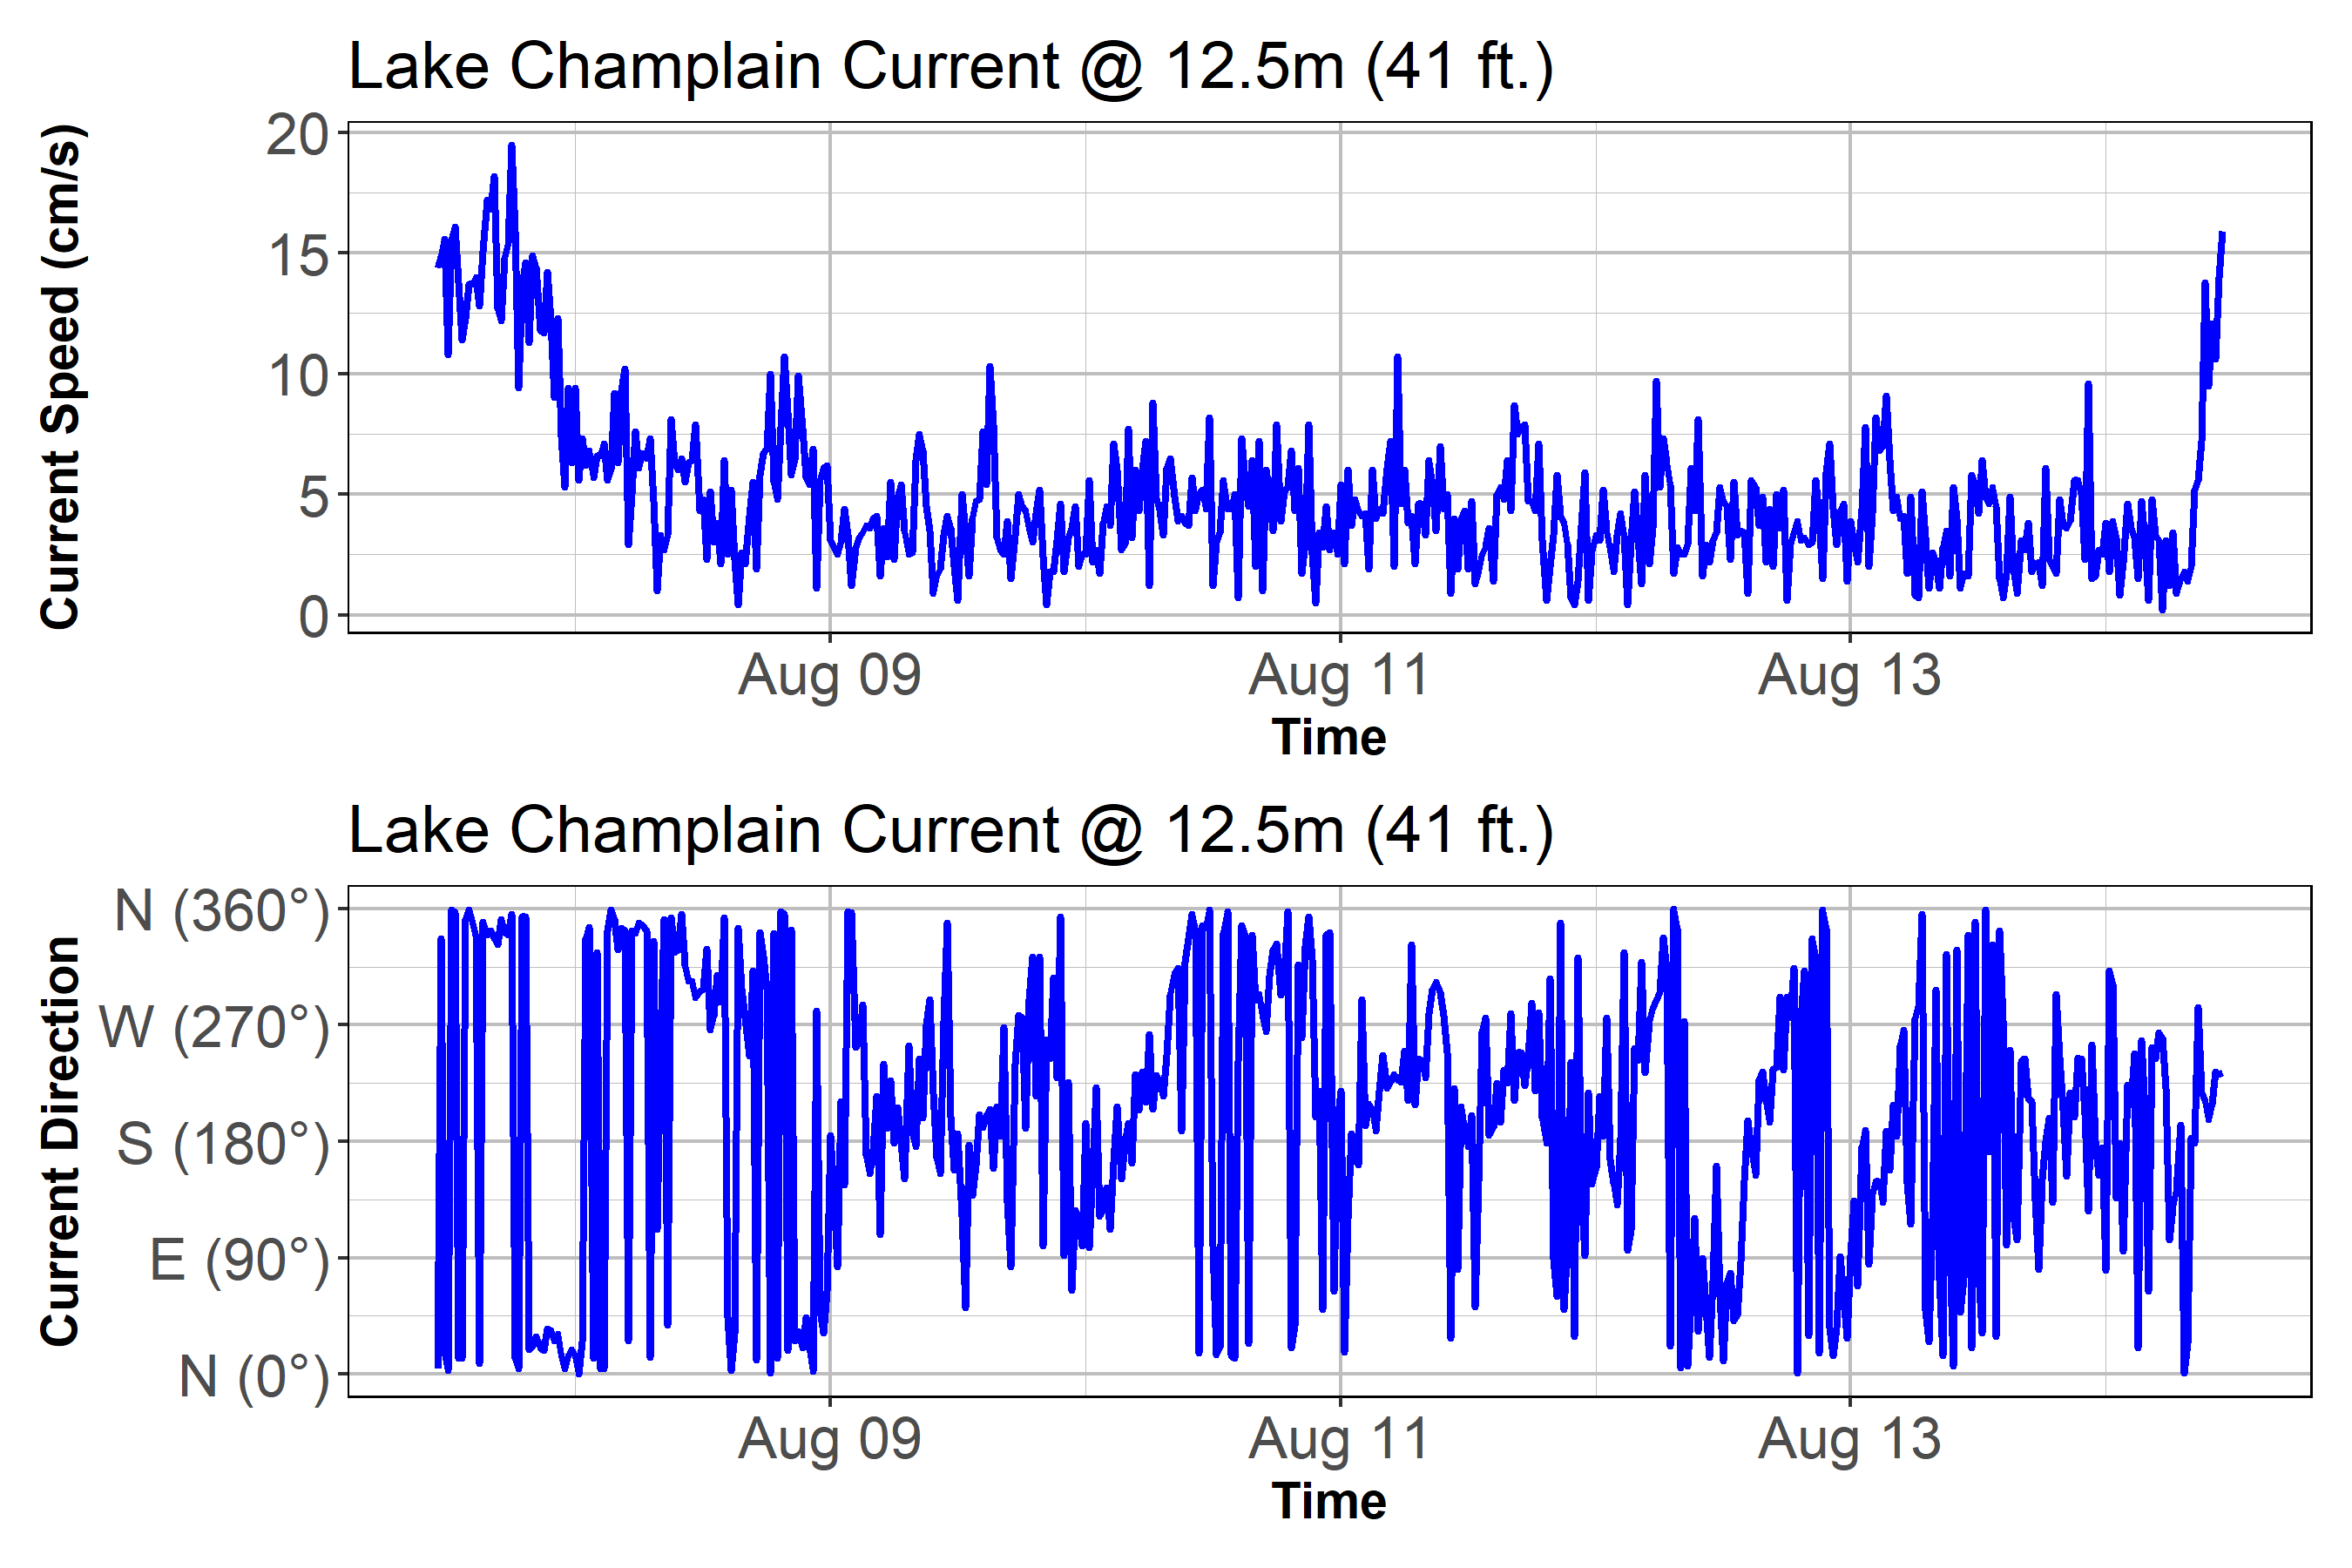 Lake Champlain Current @ 12.5m (41 ft.)
Current Speed (cm/s)
20
15
10
5
0
Aug 09 Aug 11 Aug 13
Time
Lake Champlain Current @ 12.5m (41 ft.)
Current Direction
N (360°)
W (270°)
S (180°)
E (90°)
N (0°)
Aug 09 Aug 11 Aug 13
Time